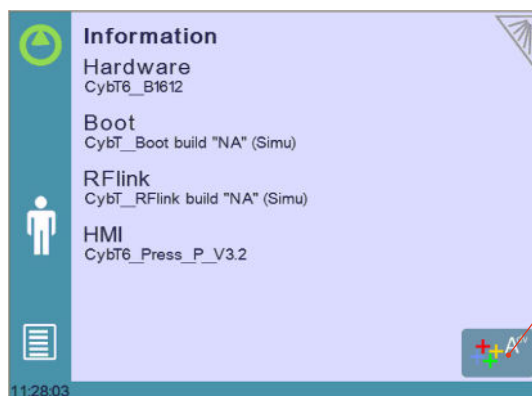 Information
Hardware
CybT6_B1612
Boot
CybT_Boot build "NA" (Simu)
RFlink
CybT_RFlink build "NA" (Simu)
HMI
CybT6_Press_P_V3.2
11:28:03